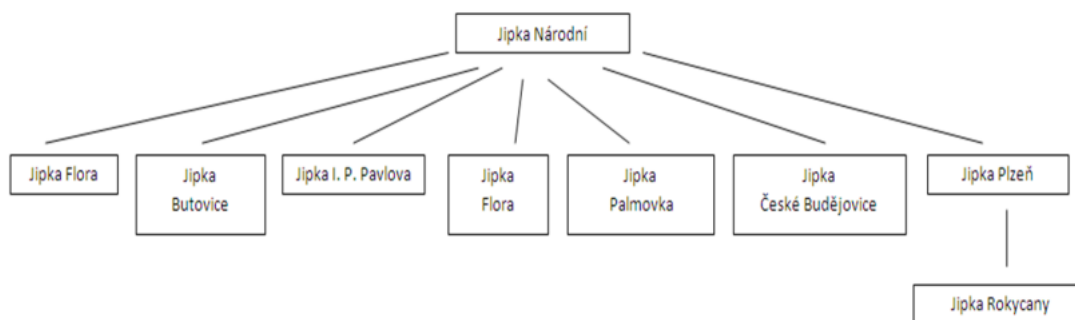 Jipka Národní
Jipka Flora
Jipka
Butovice
Jipka I. P. Pavlova
Jipka
Flora
Jipka
Palmovka
Jipka
České Budějovice
Jipka Plzeň
Jipka Rokycany